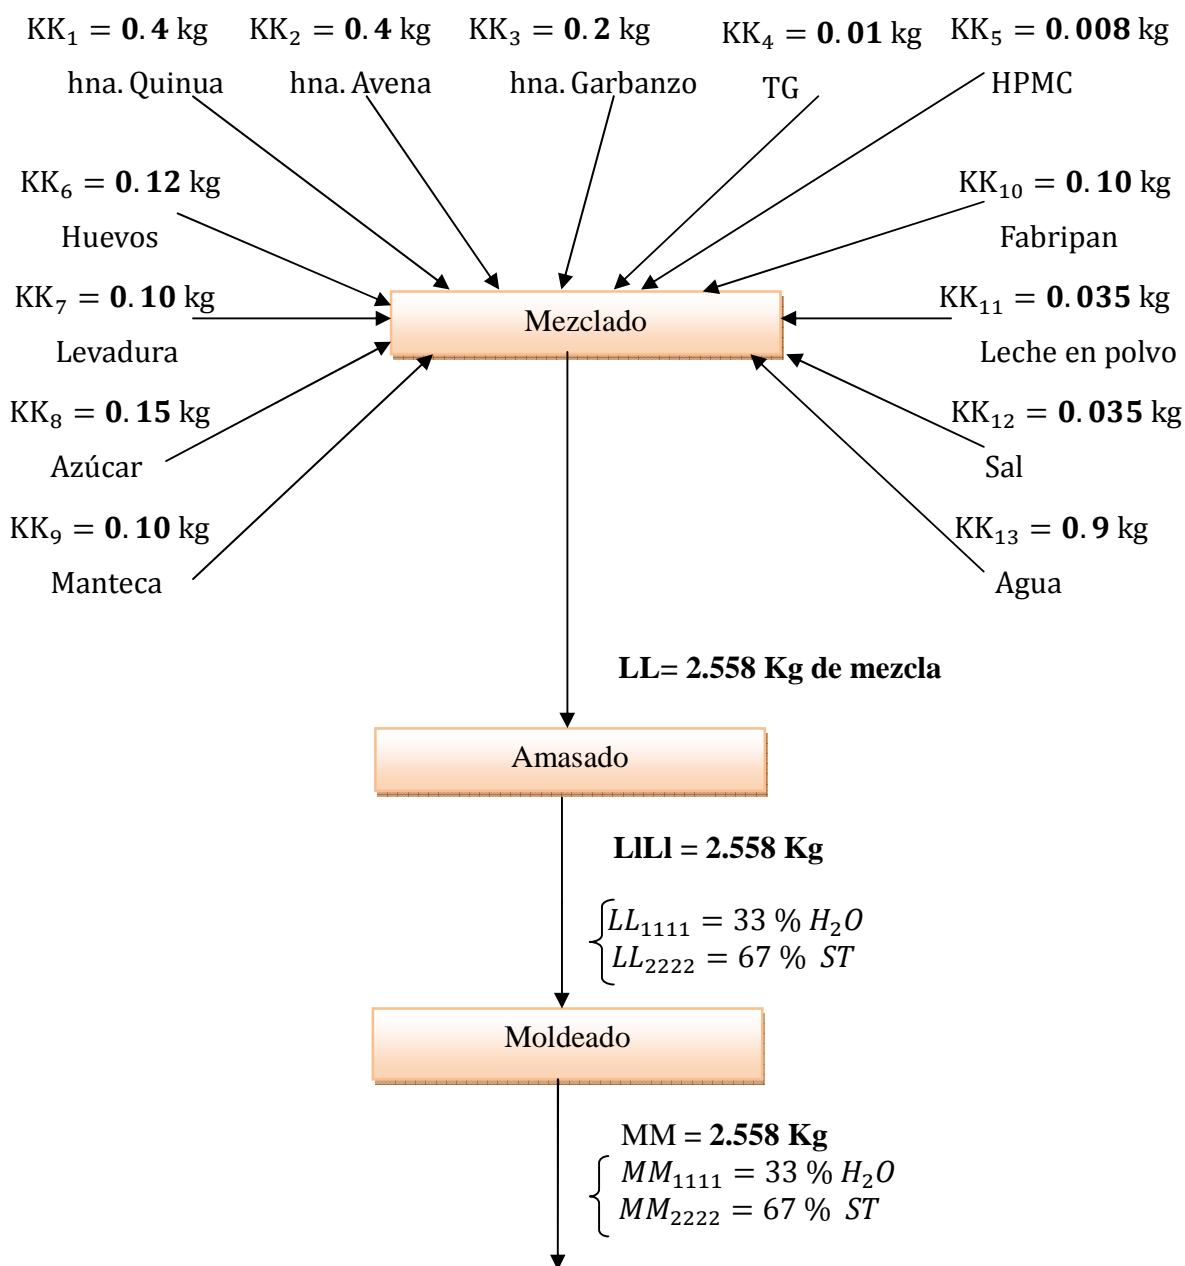 KK₁ = 0.4 kg KK₂ = 0.4 kg KK₃ = 0.2 kg KK₄ = 0.01 kg KK₅ = 0.008 kg
hna. Quinua hna. Avena hna. Garbanzo TG HPMC
KK₆ = 0.12 kg KK₁₀ = 0.10 kg
Huevos Fabripan
KK₇ = 0.10 kg Mezclado KK₁₁ = 0.035 kg
Levadura Leche en polvo
KK₈ = 0.15 kg KK₁₂ = 0.035 kg
Azúcar Sal
KK₉ = 0.10 kg KK₁₃ = 0.9 kg
Manteca Agua
LL= 2.558 Kg de mezcla
Amasado
LlLl = 2.558 Kg
LL₁₁₁₁ = 33 % H₂O
LL₂₂₂₂ = 67 % ST
Moldeado
MM = 2.558 Kg
MM₁₁₁₁ = 33 % H₂O
MM₂₂₂₂ = 67 % ST